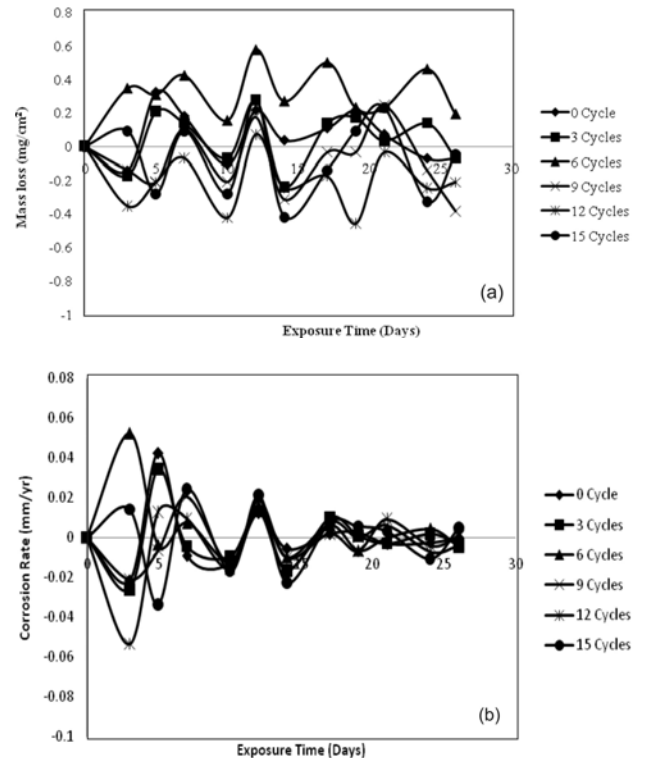 0.8
0.6
0.4
0.2
0
-0.2
-0.4
-0.6
-0.8
-1
0 5 10 15 20 25 30
Mass loss (mg/cm²)
Exposure Time (Days)
(a)
0 Cycle
3 Cycles
6 Cycles
9 Cycles
12 Cycles
15 Cycles
0.08
0.06
0.04
0.02
0
-0.02
-0.04
-0.06
-0.08
-0.1
0 5 10 15 20 25 30
Corrosion Rate (mm/yr)
Exposure Time (Days)
(b)
0 Cycle
3 Cycles
6 Cycles
9 Cycles
12 Cycles
15 Cycles